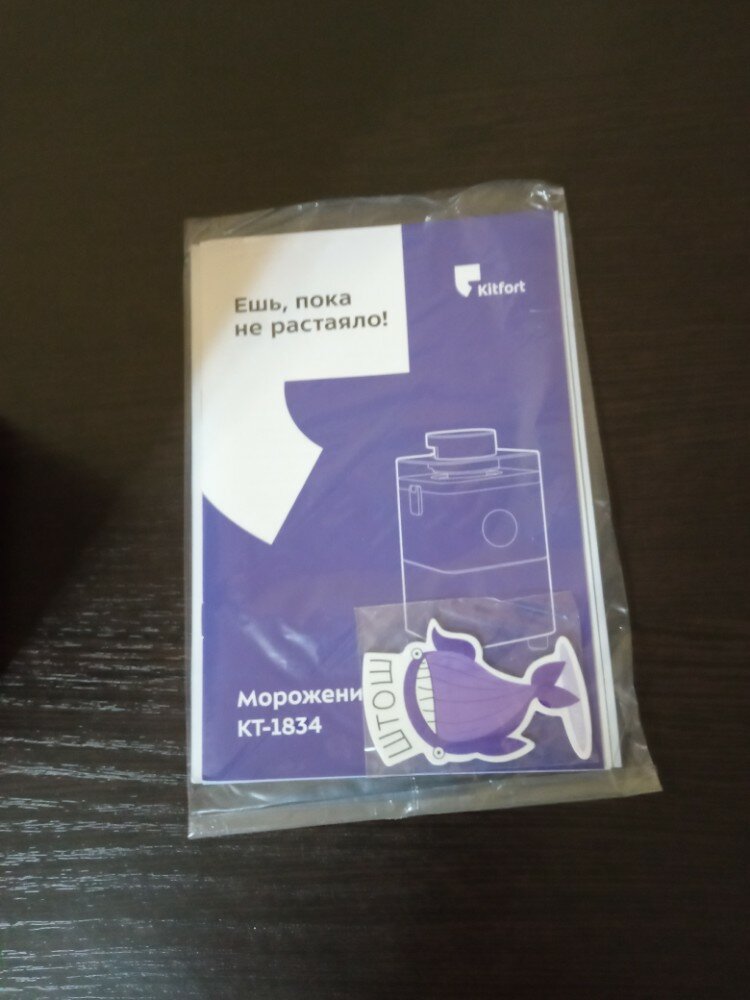 Ешь, пока
не растаяло!
Kitfort
Морожени
КТ-1834
ШТОШ